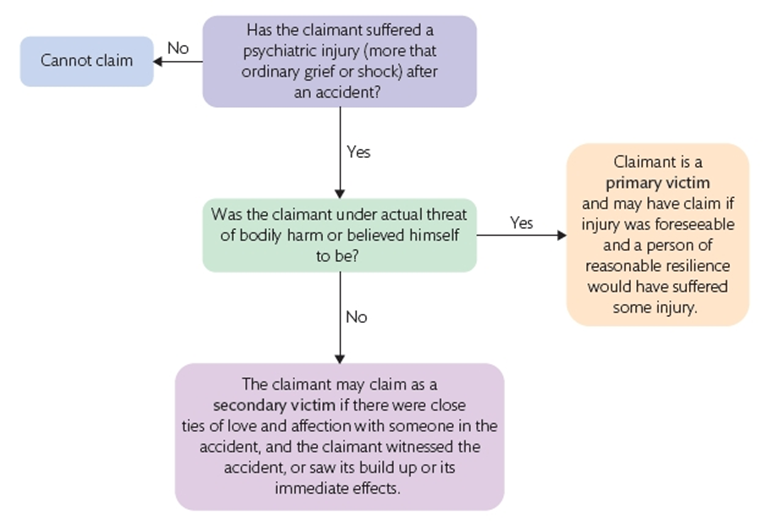 Has the claimant suffered a
psychiatric injury (more that
ordinary grief or shock) after
an accident?
No
Cannot claim
Yes
Was the claimant under actual threat
of bodily harm or believed himself
to be?
Yes
Claimant is a
primary victim
and may have claim if
injury was foreseeable
and a person of
reasonable resilience
would have suffered
some injury.
No
The claimant may claim as a
secondary victim if there were close
ties of love and affection with someone in the
accident, and the claimant witnessed the
accident, or saw its build up or its
immediate effects.